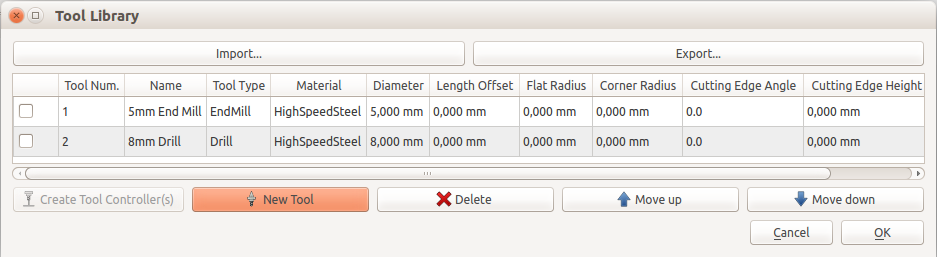 Tool Library
Import... Export...
Tool Num. Name Tool Type Material Diameter Length Offset Flat Radius Corner Radius Cutting Edge Angle Cutting Edge Height
1 5mm End Mill EndMill HighSpeedSteel 5,000 mm 0,000 mm 0,000 mm 0,000 mm 0.0 0,000 mm
2 8mm Drill Drill HighSpeedSteel 8,000 mm 0,000 mm 0,000 mm 0,000 mm 0.0 0,000 mm
Create Tool Controller(s) New Tool Delete Move up Move down
Cancel OK